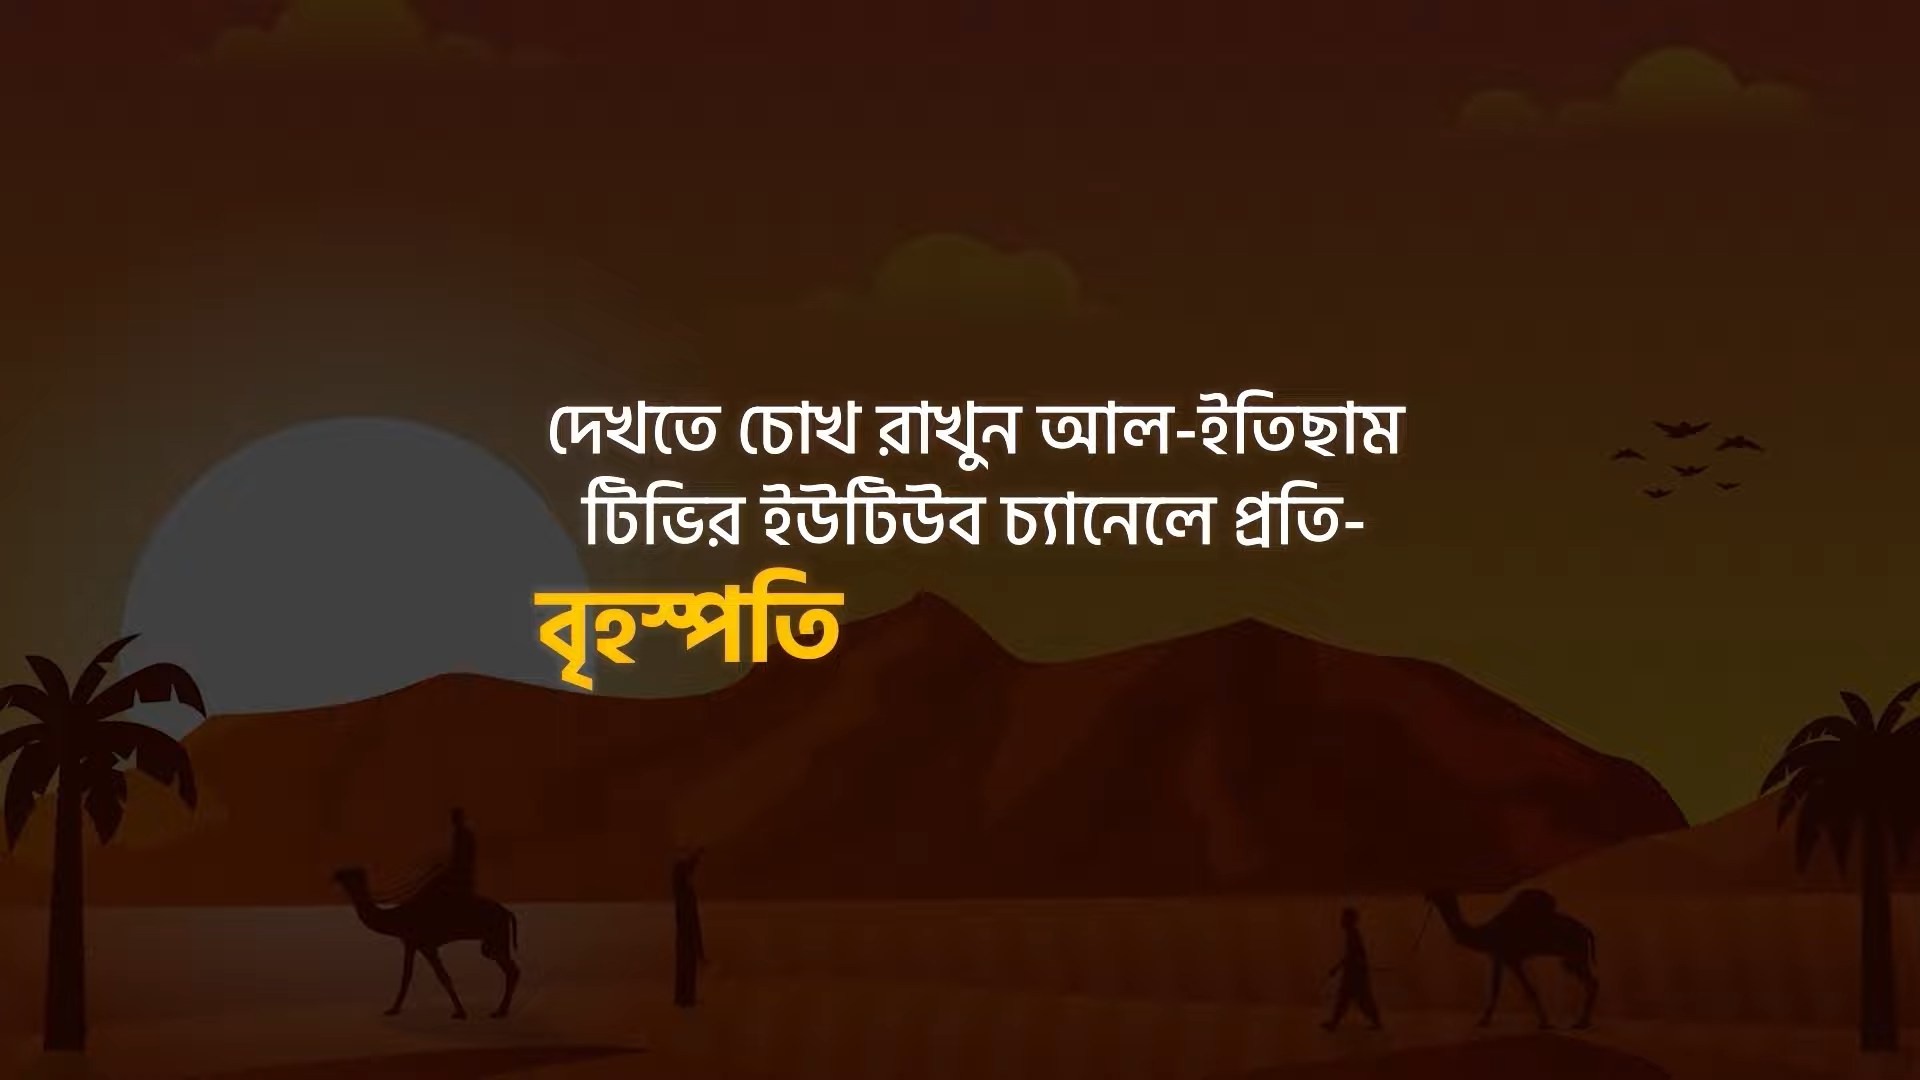 দেখতে চোখ রাখুন আল-ইতিছাম
টিভির ইউটিউব চ্যানেলে প্রতি-
বৃহস্পতি